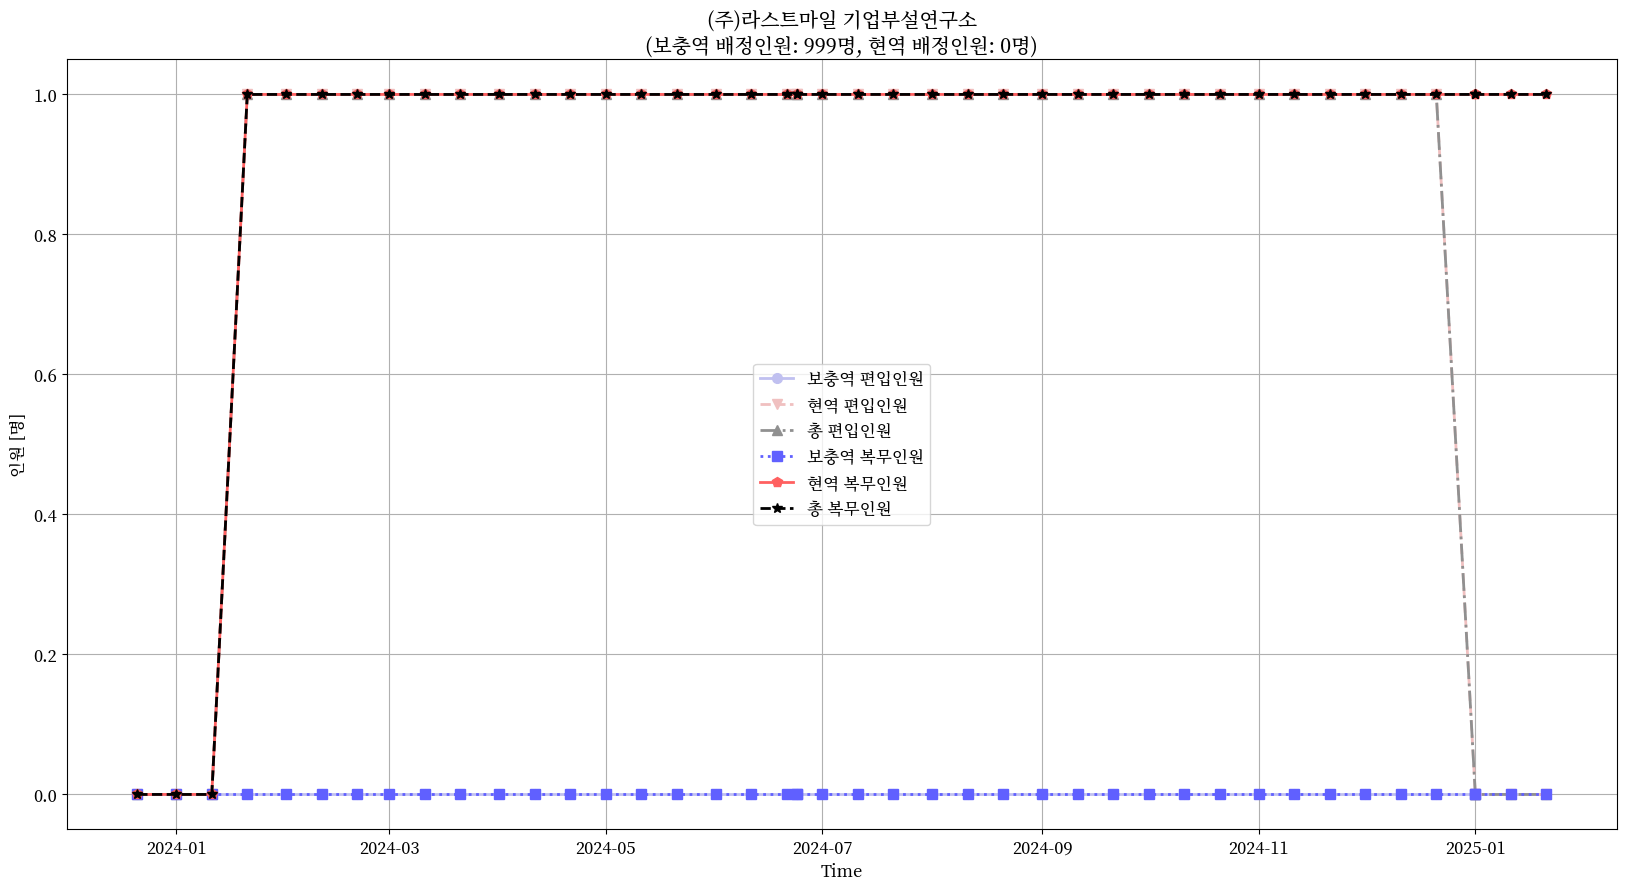 (주)라스트마일 기업부설연구소
(보충역 배정인원: 999명, 현역 배정인원: 0명)
1.0
0.8
0.6
0.4
0.2
0.0
인원 [명]
보충역 편입인원
현역 편입인원
총 편입인원
보충역 복무인원
현역 복무인원
총 복무인원
2024-01
2024-03
2024-05
2024-07
2024-09
2024-11
2025-01
Time